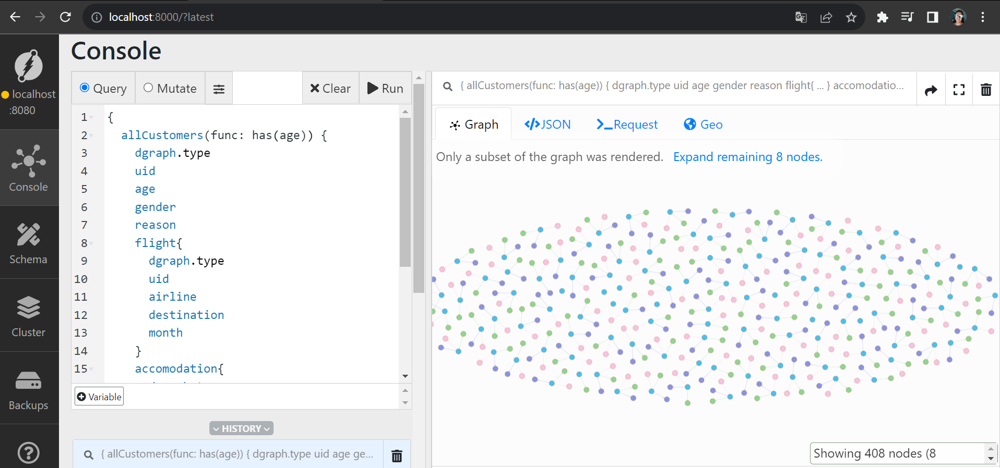 localhost:8000/?latest
Console
localhost
:8080
Console
Schema
Cluster
Backups
Query Mutate Clear Run
1 {
2 allCustomers(func: has(age)) {
3 dgraph.type
4 uid
5 age
6 gender
7 reason
8 flight{
9 dgraph.type
10 uid
11 airline
12 destination
13 month
14 }
15 accomodation{
Variable
HISTORY
{ allCustomers(func: has(age)) { dgraph.type uid age ge...
{ allCustomers(func: has(age)) { dgraph.type uid age gender reason flight{ ... } accomodatio...
Graph JSON Request Geo
Only a subset of the graph was rendered. Expand remaining 8 nodes.
Showing 408 nodes (8